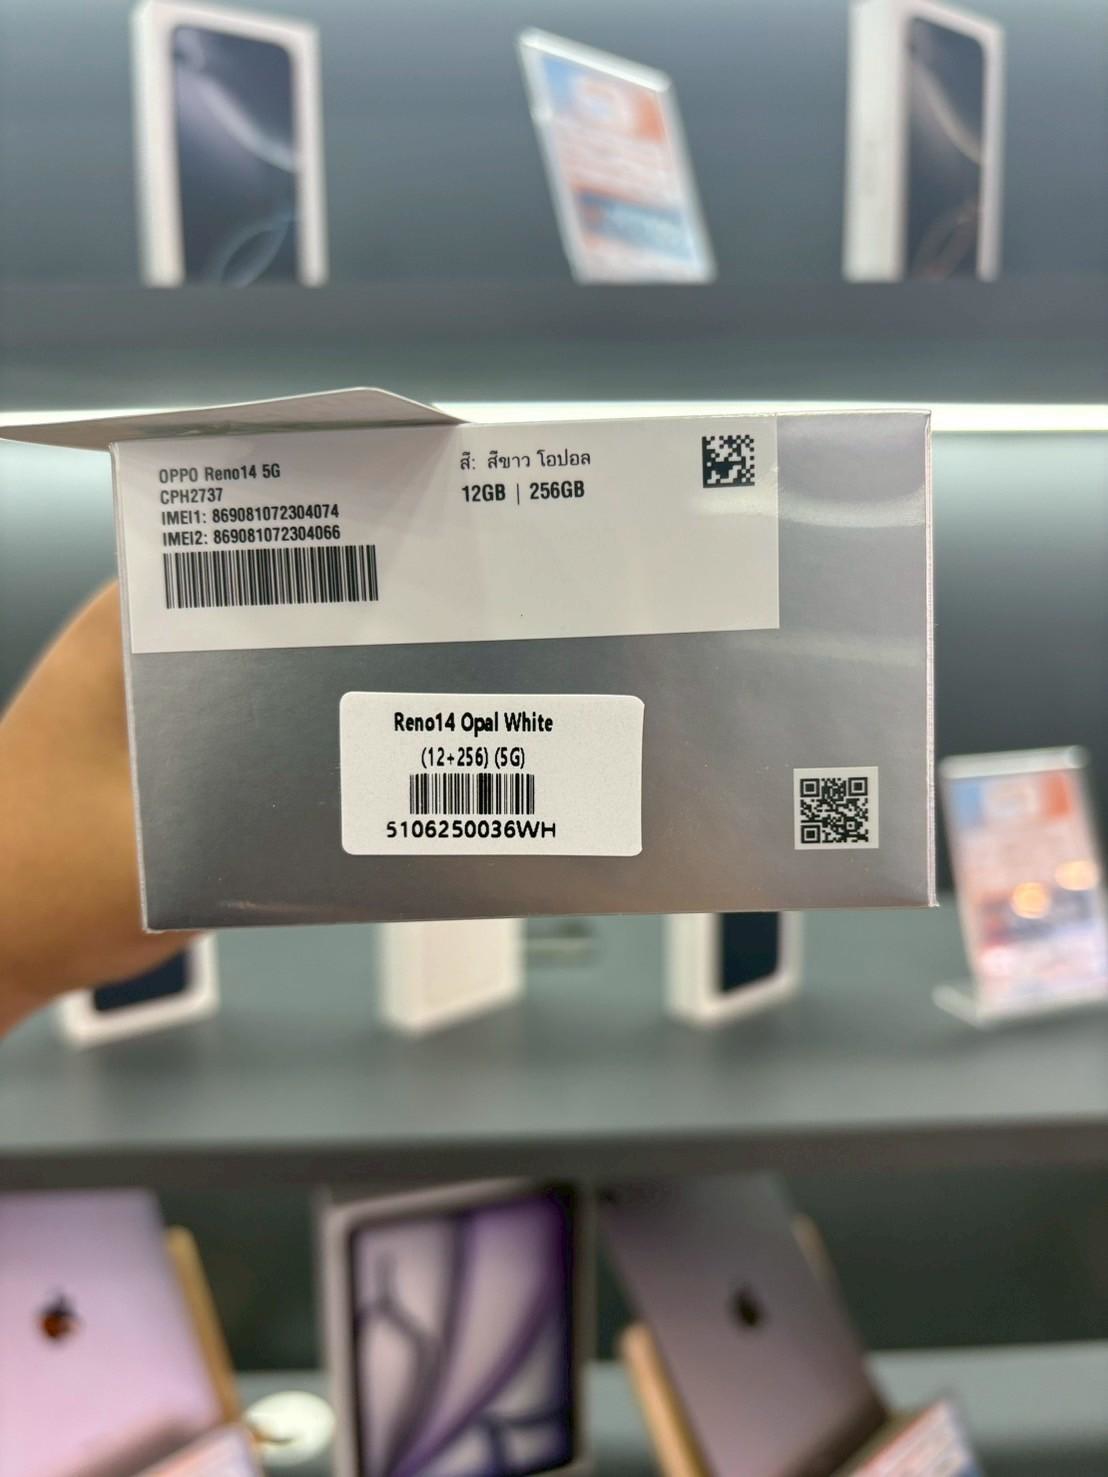 OPPO Reno14 5G
CPH2737
IMEI1: 869081072304074
IMEI2: 869081072304066
สี: สีขาว โอปอล
12GB | 256GB
Reno14 Opal White
(12+256) (5G)
5106250036WH